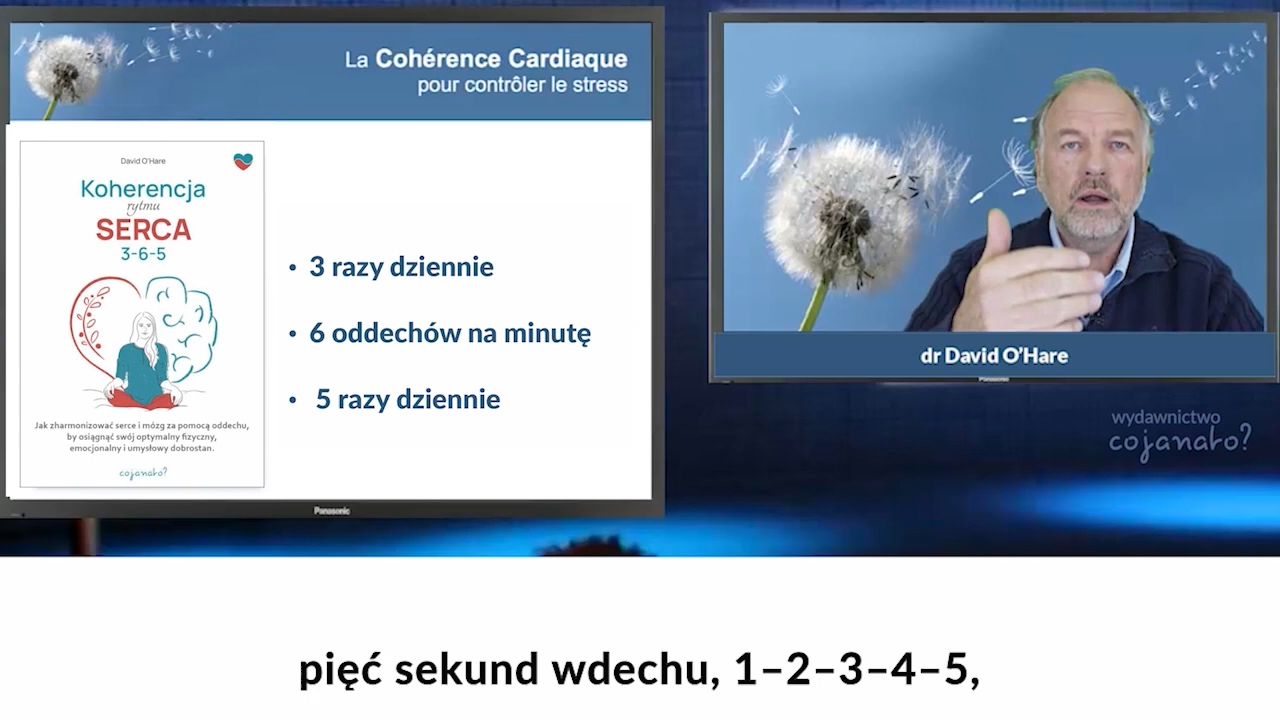 La Cohérence Cardiaque
pour contrôler le stress
David O'Hare
Koherencja
rytmu
SERCA
3-6-5
Jak zharmonizować serce i mózg za pomocą oddechu,
by osiągnąć swój optymalny fizyczny,
emocjonalny i umysłowy dobrostan.
cojanato?
• 3 razy dziennie
• 6 oddechów na minutę
• 5 razy dziennie
Panasonic
dr David O'Hare
Panasonic
wydawnictwo
cojanato?
pięć sekund wdechu, 1–2–3–4–5,